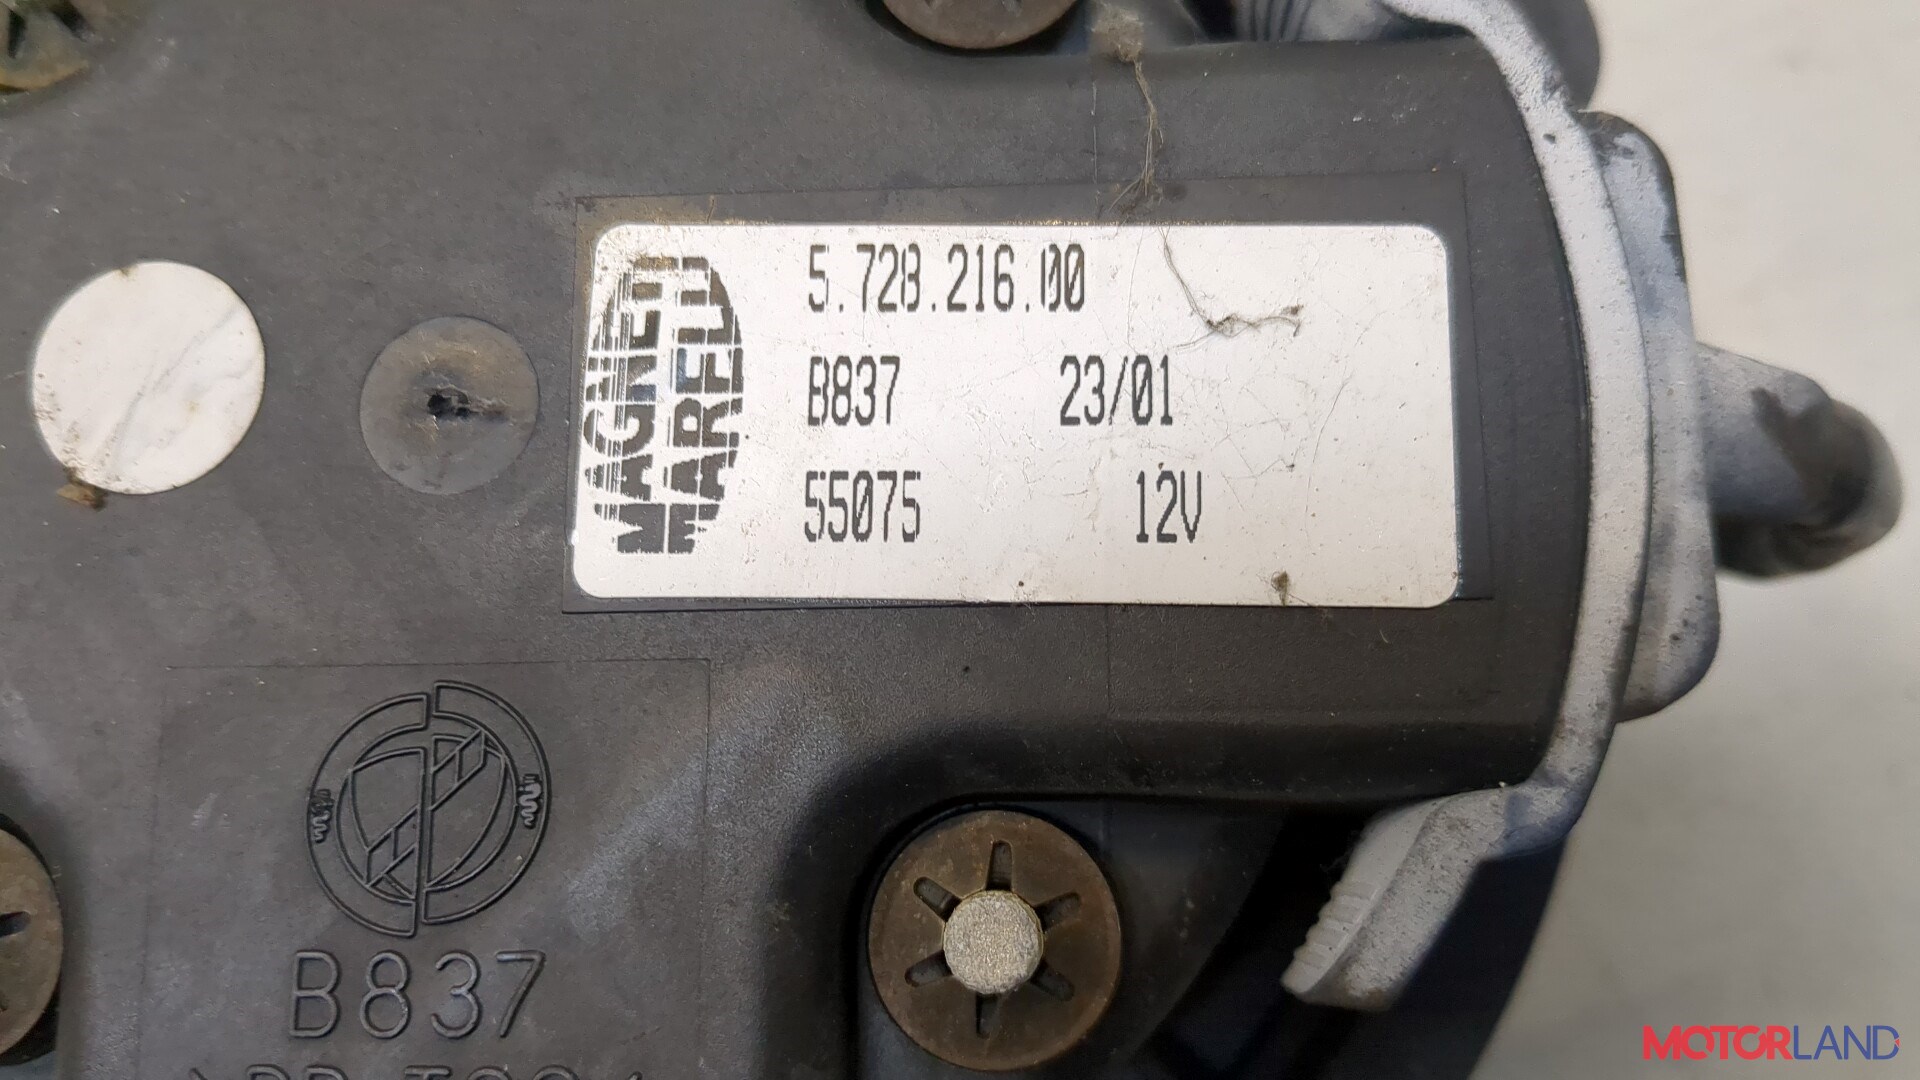 MAGNETI
MARELLI
5.728.216.00
B837 23/01
55075 12V
B837
MOTORLAND